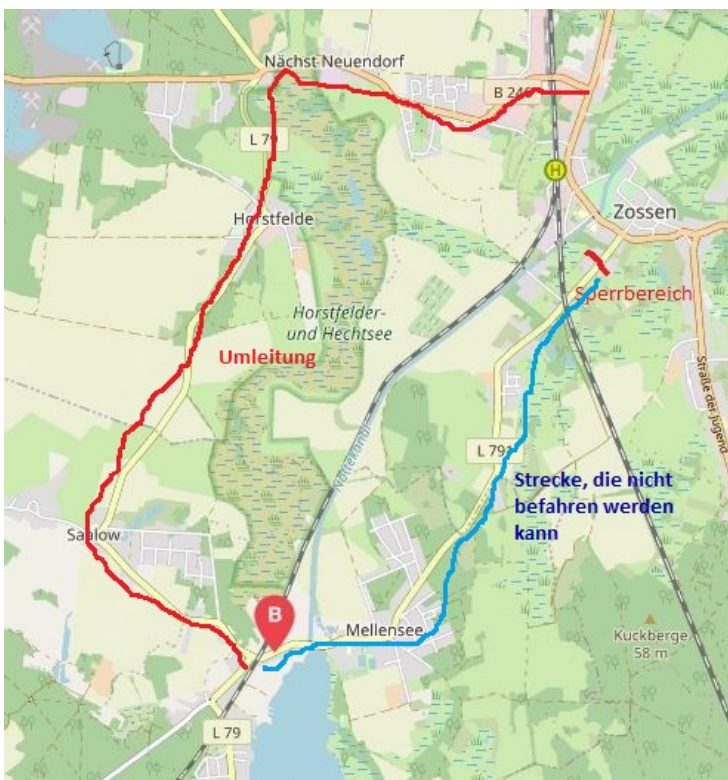 Nächst Neuendorf
B 246
L 79
H
Horstfelde
Zossen
Sperrbereich
Horstfelder-
und Hechtsee
Umleitung
Straße der Jugend
Nottekanal
L 791
Strecke, die nicht
befahren werden
kann
Saalow
B
Mellensee
Kuckberge
58 m
L 79